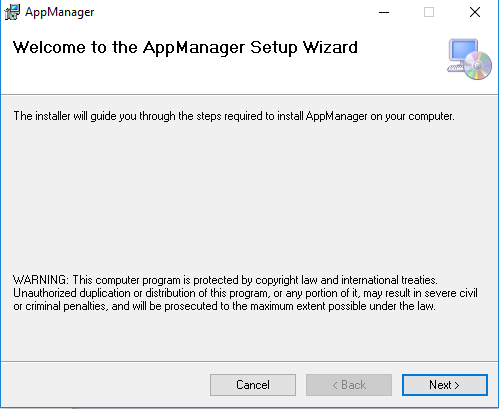 AppManager
Welcome to the AppManager Setup Wizard
The installer will guide you through the steps required to install AppManager on your computer.
WARNING: This computer program is protected by copyright law and international treaties.
Unauthorized duplication or distribution of this program, or any portion of it, may result in severe civil
or criminal penalties, and will be prosecuted to the maximum extent possible under the law.
Cancel
< Back
Next >